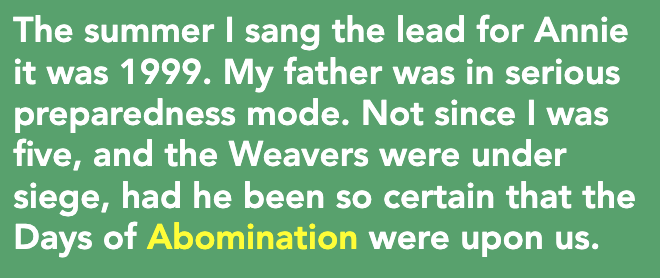 The summer I sang the lead for Annie
it was 1999. My father was in serious
preparedness mode. Not since I was
five, and the Weavers were under
siege, had he been so certain that the
Days of Abomination were upon us.